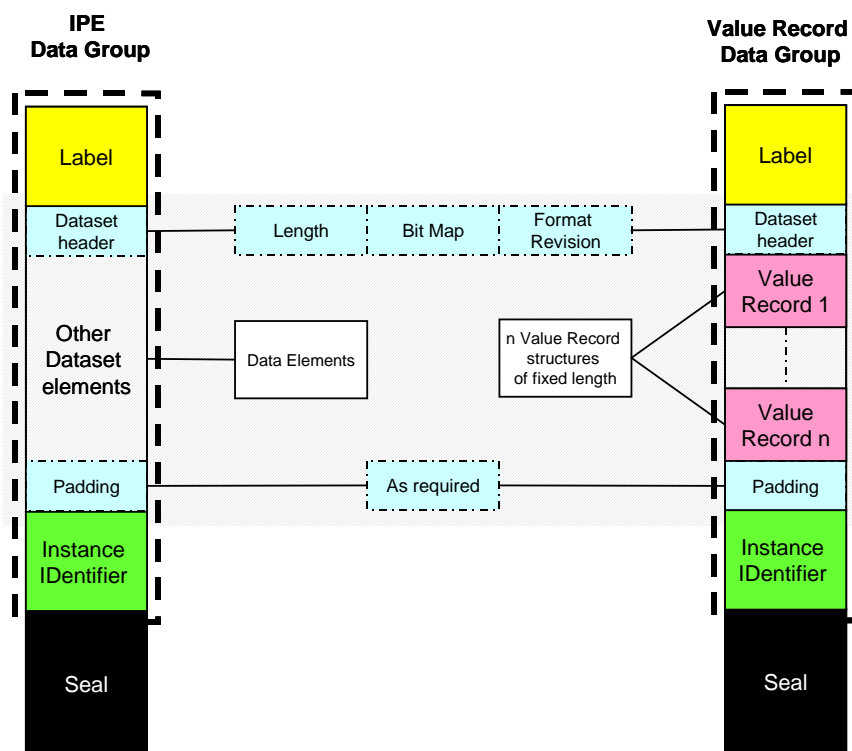 IPE
Data Group
Value Record
Data Group
Label
Label
Dataset
header
Length
Bit Map
Format
Revision
Dataset
header
Value
Record 1
Other
Dataset
elements
Data Elements
n Value Record
structures
of fixed length
Value
Record n
Padding
As required
Padding
Instance
IDentifier
Instance
IDentifier
Seal
Seal